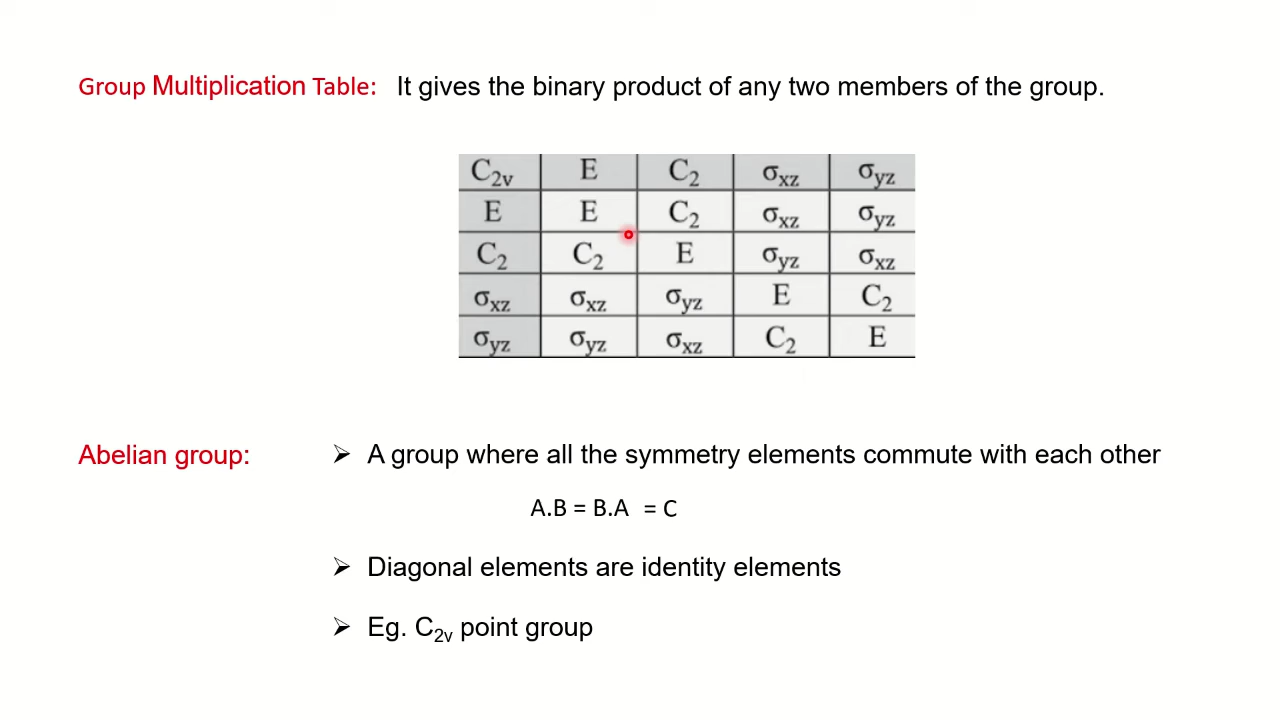 Group Multiplication Table: It gives the binary product of any two members of the group.
C2v E C2 σxz σyz
E E C2 σxz σyz
C2 C2 E σyz σxz
σxz σxz σyz E C2
σyz σyz σxz C2 E
Abelian group: ➢ A group where all the symmetry elements commute with each other
A.B = B.A = C
➢ Diagonal elements are identity elements
➢ Eg. C2v point group